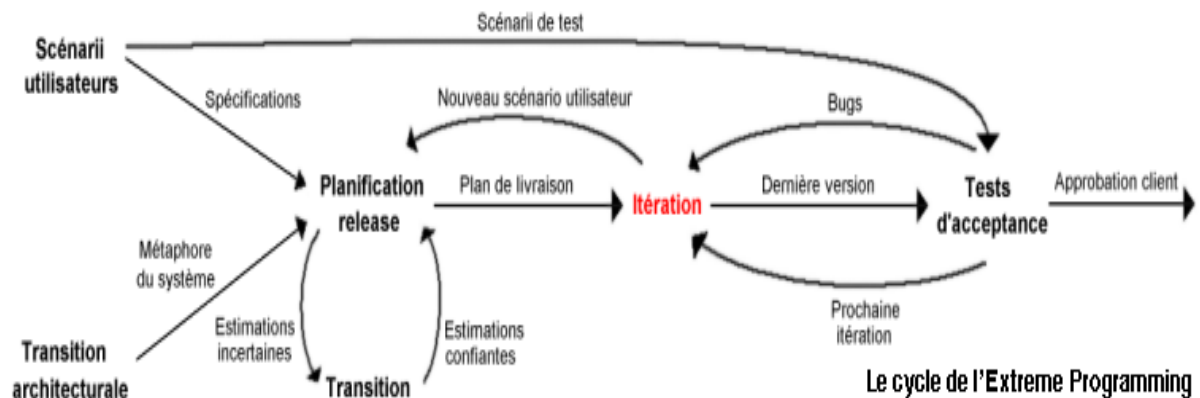 Scénarii de test
Scénarii
utilisateurs
Spécifications
Nouveau scénario utilisateur
Bugs
Planification
release
Plan de livraison
Itération
Dernière version
Tests
d'acceptance
Approbation client
Métaphore
du système
Estimations
incertaines
Estimations
confiantes
Prochaine
itération
Transition
architecturale
Transition
Le cycle de l'Extreme Programming